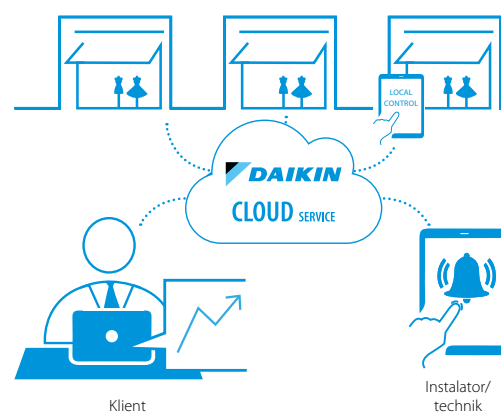 LOCAL
CONTROL
DAIKIN
CLOUD SERVICE
Klient
Instalator/
technik